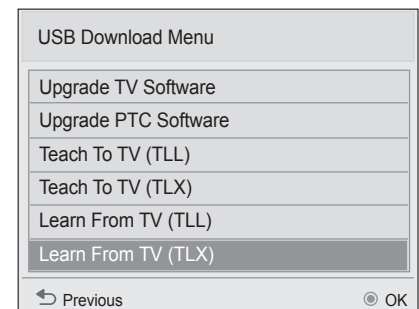 USB Download Menu
Upgrade TV Software
Upgrade PTC Software
Teach To TV (TLL)
Teach To TV (TLX)
Learn From TV (TLL)
Learn From TV (TLX)
Previous OK